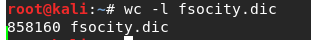 root@kali:~# wc -l fsocity.dic
858160 fsocity.dic